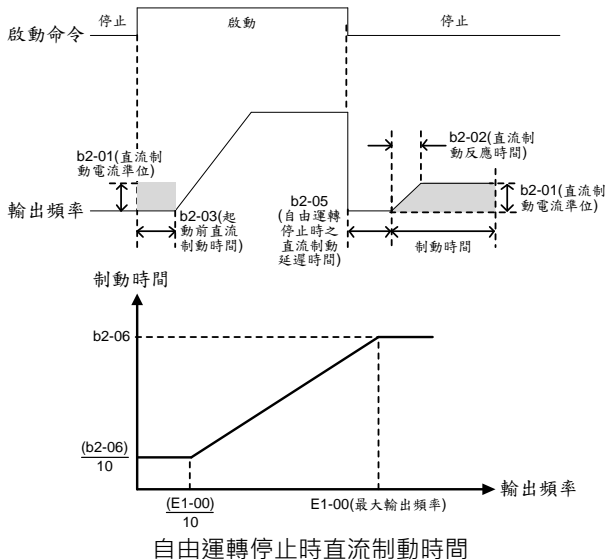 停止
啟動
停止
啟動命令
b2-01(直流制
動電流準位)
b2-02(直流制
動反應時間)
輸出頻率
b2-03(起
動前直流
制動時間)
b2-05
(自由運轉
停止時之
直流制動
延遲時間)
b2-01(直流制
動電流準位)
制動時間
制動時間
b2-06
(b2-06)
10
(E1-00)
10
E1-00(最大輸出頻率)
輸出頻率
自由運轉停止時直流制動時間